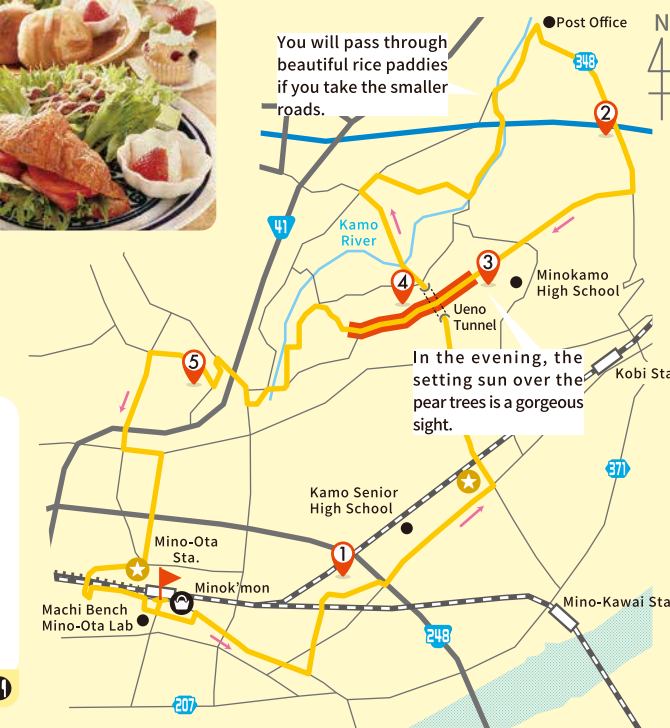 Post Office
N
You will pass through
beautiful rice paddies
if you take the smaller
roads.
348
2
41
Kamo
River
3
4
Minokamo
High School
Ueno
Tunnel
5
In the evening, the
setting sun over the
pear trees is a gorgeous
sight.
Kobi Sta
371
Kamo Senior
High School
1
Mino-Ota
Sta.
Minok'mon
Machi Bench
Mino-Ota Lab
Mino-Kawai Sta
248
207